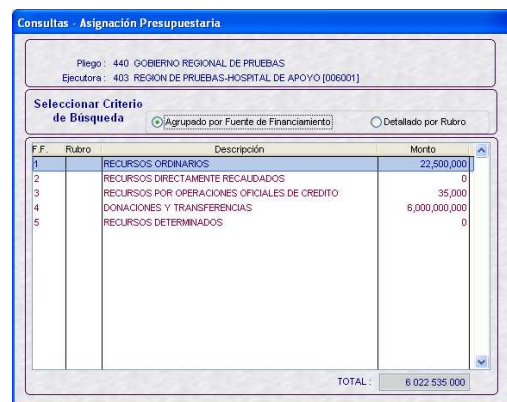 Consultas - Asignación Presupuestaria
Pliego : 440 GOBIERNO REGIONAL DE PRUEBAS
Ejecutora : 403 REGION DE PRUEBAS-HOSPITAL DE APOYO [006001]
Seleccionar Criterio de Búsqueda
Agrupado por Fuente de Financiamiento Detallado por Rubro
F.F. Rubro Descripción Monto
1 RECURSOS ORDINARIOS 22,500,000
2 RECURSOS DIRECTAMENTE RECAUDADOS 0
3 RECURSOS POR OPERACIONES OFICIALES DE CREDITO 35,000
4 DONACIONES Y TRANSFERENCIAS 6,000,000,000
5 RECURSOS DETERMINADOS 0
TOTAL : 6 022 535 000